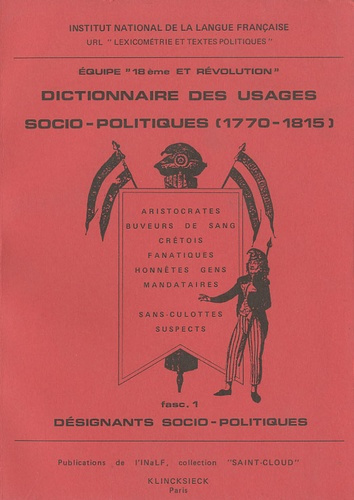 INSTITUT NATIONAL DE LA LANGUE FRANÇAISE
URL " LEXICOMÉTRIE ET TEXTES POLITIQUES "
ÉQUIPE "18ème ET RÉVOLUTION"
DICTIONNAIRE DES USAGES
SOCIO-POLITIQUES (1770-1815)
ARISTOCRATES
BUVEURS DE SANG
CRÉTOIS
FANATIQUES
HONNÊTES GENS
MANDATAIRES
SANS-CULOTTES
SUSPECTS
fasc. 1
DÉSIGNANTS SOCIO-POLITIQUES
Publications de l'INaLF, collection "SAINT-CLOUD"
KLINCKSIECK
Paris